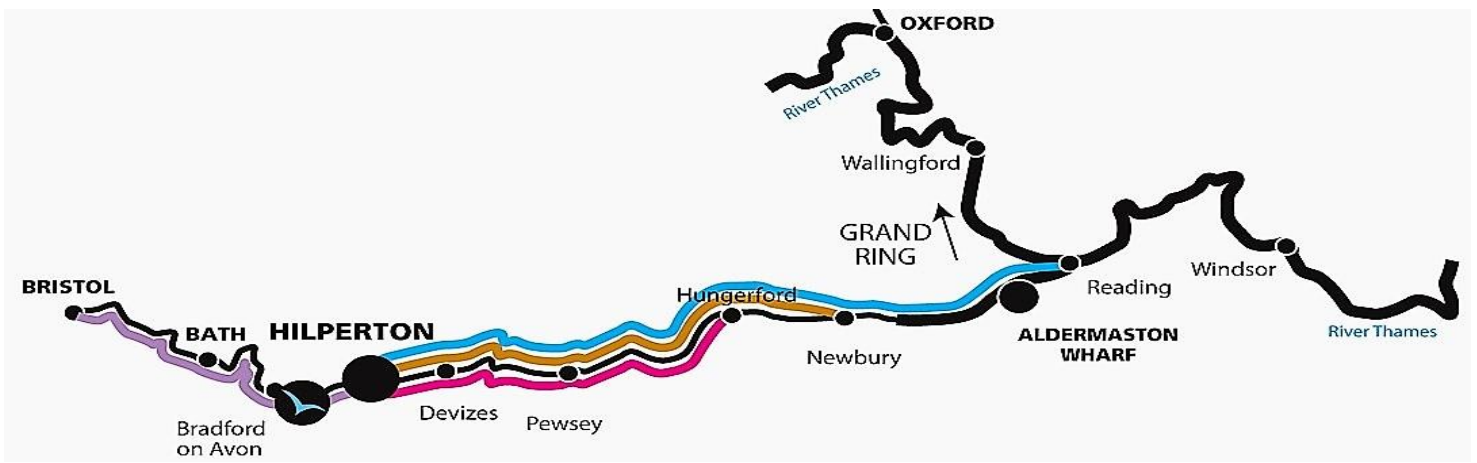 OXFORD
River Thames
Wallingford
GRAND
RING
Reading
Windsor
River Thames
BRISTOL
BATH
HILPERTON
Hungerford
ALDERMASTON
WHARF
Newbury
Devizes
Pewsey
Bradford
on Avon